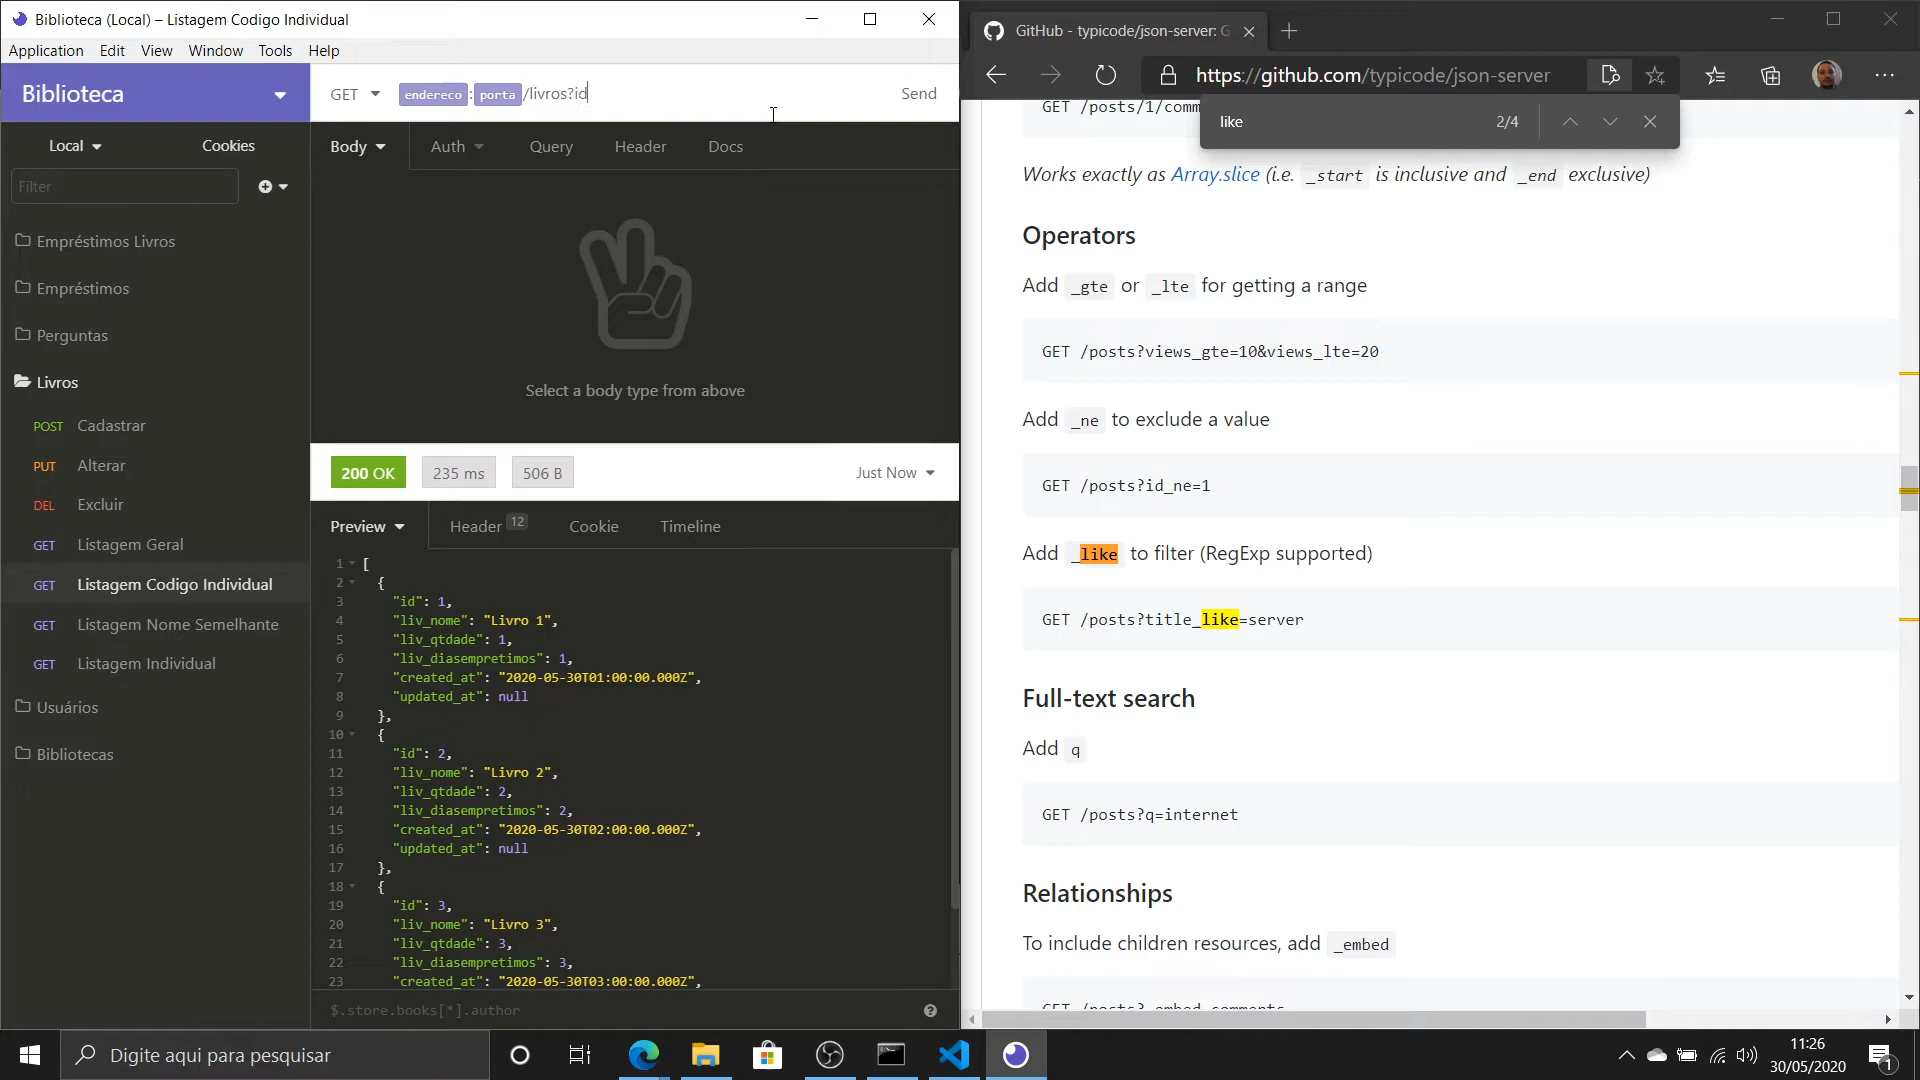 Biblioteca (Local) – Listagem Codigo Individual
Application Edit View Window Tools Help
Biblioteca
GET endereco : porta /livros?id Send
Local Cookies
Filter
Empréstimos Livros
Empréstimos
Perguntas
Livros
POST Cadastrar
PUT Alterar
DEL Excluir
GET Listagem Geral
GET Listagem Codigo Individual
GET Listagem Nome Semelhante
GET Listagem Individual
Usuários
Bibliotecas
Body Auth Query Header Docs
Select a body type from above
200 OK 235 ms 506 B Just Now
Preview Header 12 Cookie Timeline
1 [
2 {
3 "id": 1,
4 "liv_nome": "Livro 1",
5 "liv_qtdade": 1,
6 "liv_diasempretimos": 1,
7 "created_at": "2020-05-30T01:00:00.000Z",
8 "updated_at": null
9 },
10 {
11 "id": 2,
12 "liv_nome": "Livro 2",
13 "liv_qtdade": 2,
14 "liv_diasempretimos": 2,
15 "created_at": "2020-05-30T02:00:00.000Z",
16 "updated_at": null
17 },
18 {
19 "id": 3,
20 "liv_nome": "Livro 3",
21 "liv_qtdade": 3,
22 "liv_diasempretimos": 3,
23 "created_at": "2020-05-30T03:00:00.000Z",
$.store.books[*].author
GitHub - typicode/json-server: G
https://github.com/typicode/json-server
like 2/4
GET /posts/1/comm
Works exactly as Array.slice (i.e. _start is inclusive and _end exclusive)
Operators
Add _gte or _lte for getting a range
GET /posts?views_gte=10&views_lte=20
Add _ne to exclude a value
GET /posts?id_ne=1
Add _like to filter (RegExp supported)
GET /posts?title_like=server
Full-text search
Add q
GET /posts?q=internet
Relationships
To include children resources, add _embed
GET /posts?_embed=comments
Digite aqui para pesquisar
11:26
30/05/2020
1